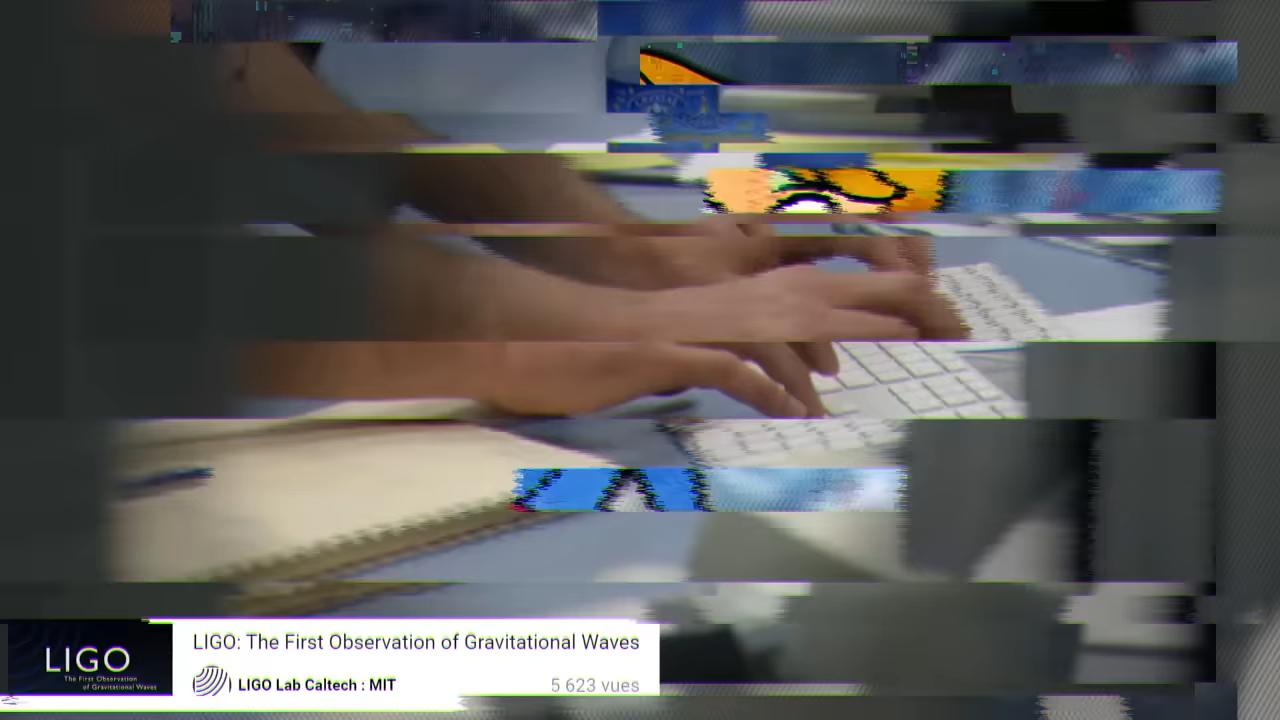 LIGO
The First Observation
of Gravitational Waves
LIGO: The First Observation of Gravitational Waves
LIGO Lab Caltech : MIT
5 623 vues